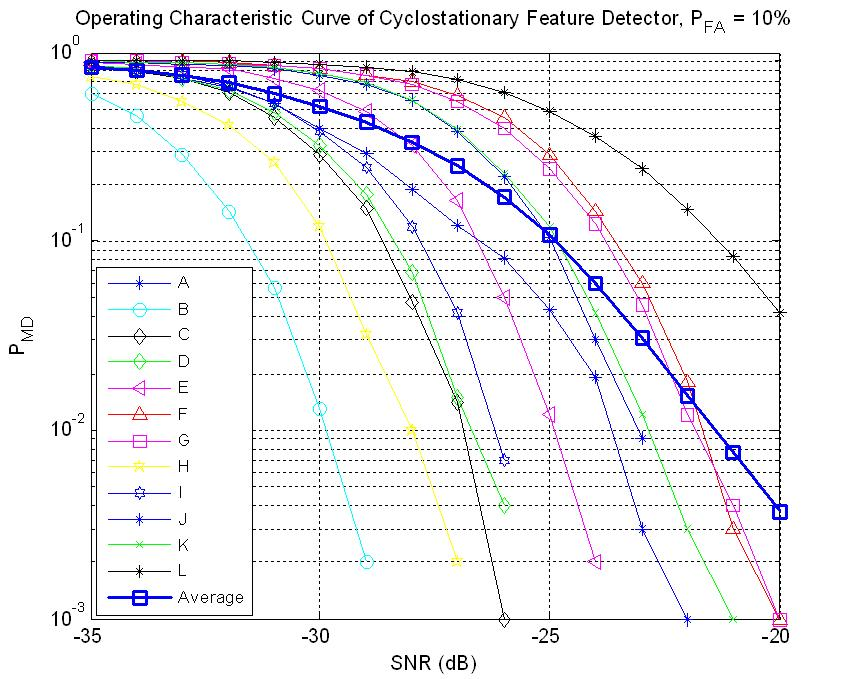 Operating Characteristic Curve of Cyclostationary Feature Detector, P_FA = 10%
10^0
10^-1
10^-2
10^-3
P_MD
A
B
C
D
E
F
G
H
I
J
K
L
Average
-35
-30
-25
-20
SNR (dB)